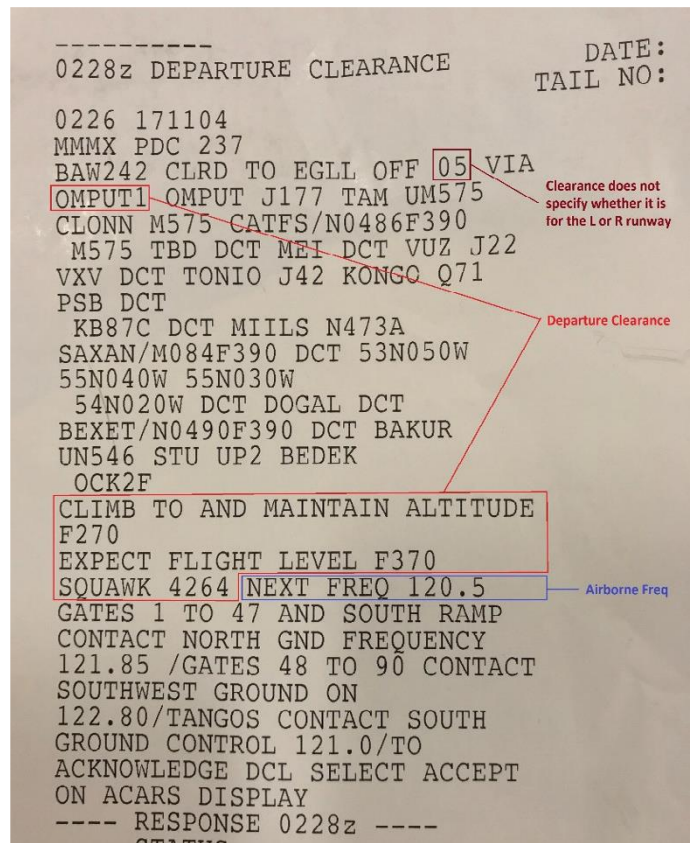 ----------
0228z DEPARTURE CLEARANCE
DATE:
TAIL NO:
0226 171104
MMMX PDC 237
BAW242 CLRD TO EGLL OFF 05 VIA
OMPUT1 OMPUT J177 TAM UM575
CLONN M575 CATFS/N0486F390
M575 TBD DCT MEI DCT VUZ J22
VXV DCT TONIO J42 KONGO Q71
PSB DCT
KB87C DCT MIILS N473A
SAXAN/M084F390 DCT 53N050W
55N040W 55N030W
54N020W DCT DOGAL DCT
BEXET/N0490F390 DCT BAKUR
UN546 STU UP2 BEDEK
OCK2F
CLIMB TO AND MAINTAIN ALTITUDE
F270
EXPECT FLIGHT LEVEL F370
SQUAWK 4264 NEXT FREQ 120.5
GATES 1 TO 47 AND SOUTH RAMP
CONTACT NORTH GND FREQUENCY
121.85 /GATES 48 TO 90 CONTACT
SOUTHWEST GROUND ON
122.80/TANGOS CONTACT SOUTH
GROUND CONTROL 121.0/TO
ACKNOWLEDGE DCL SELECT ACCEPT
ON ACARS DISPLAY
---- RESPONSE 0228z ----
Clearance does not
specify whether it is
for the L or R runway
Departure Clearance
Airborne Freq